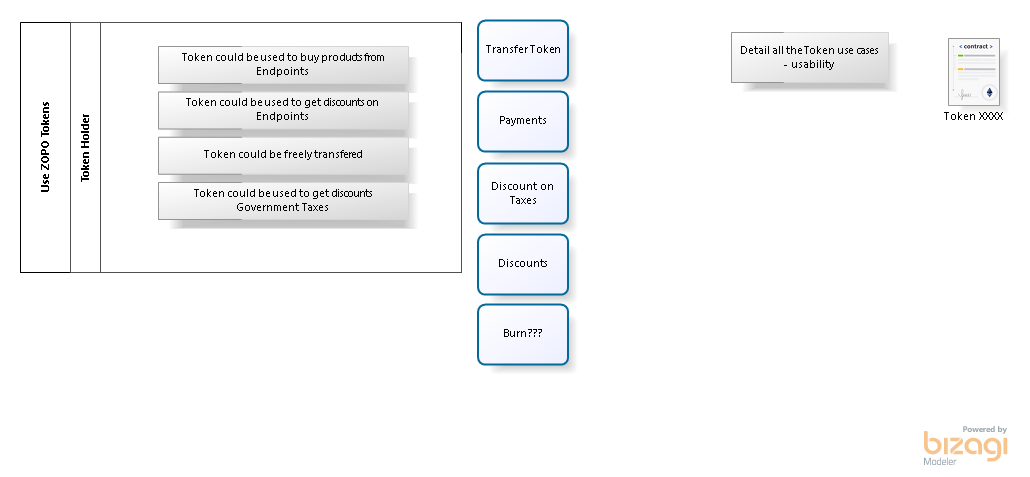 Use ZOPO Tokens
Token Holder
Token could be used to buy products from
Endpoints
Token could be used to get discounts on
Endpoints
Token could be freely transfered
Token could be used to get discounts
Government Taxes
Transfer Token
Payments
Discount on
Taxes
Discounts
Burn???
Detail all the Token use cases
- usability
< contract >
Token XXXX
Powered by
bizagi
Modeler